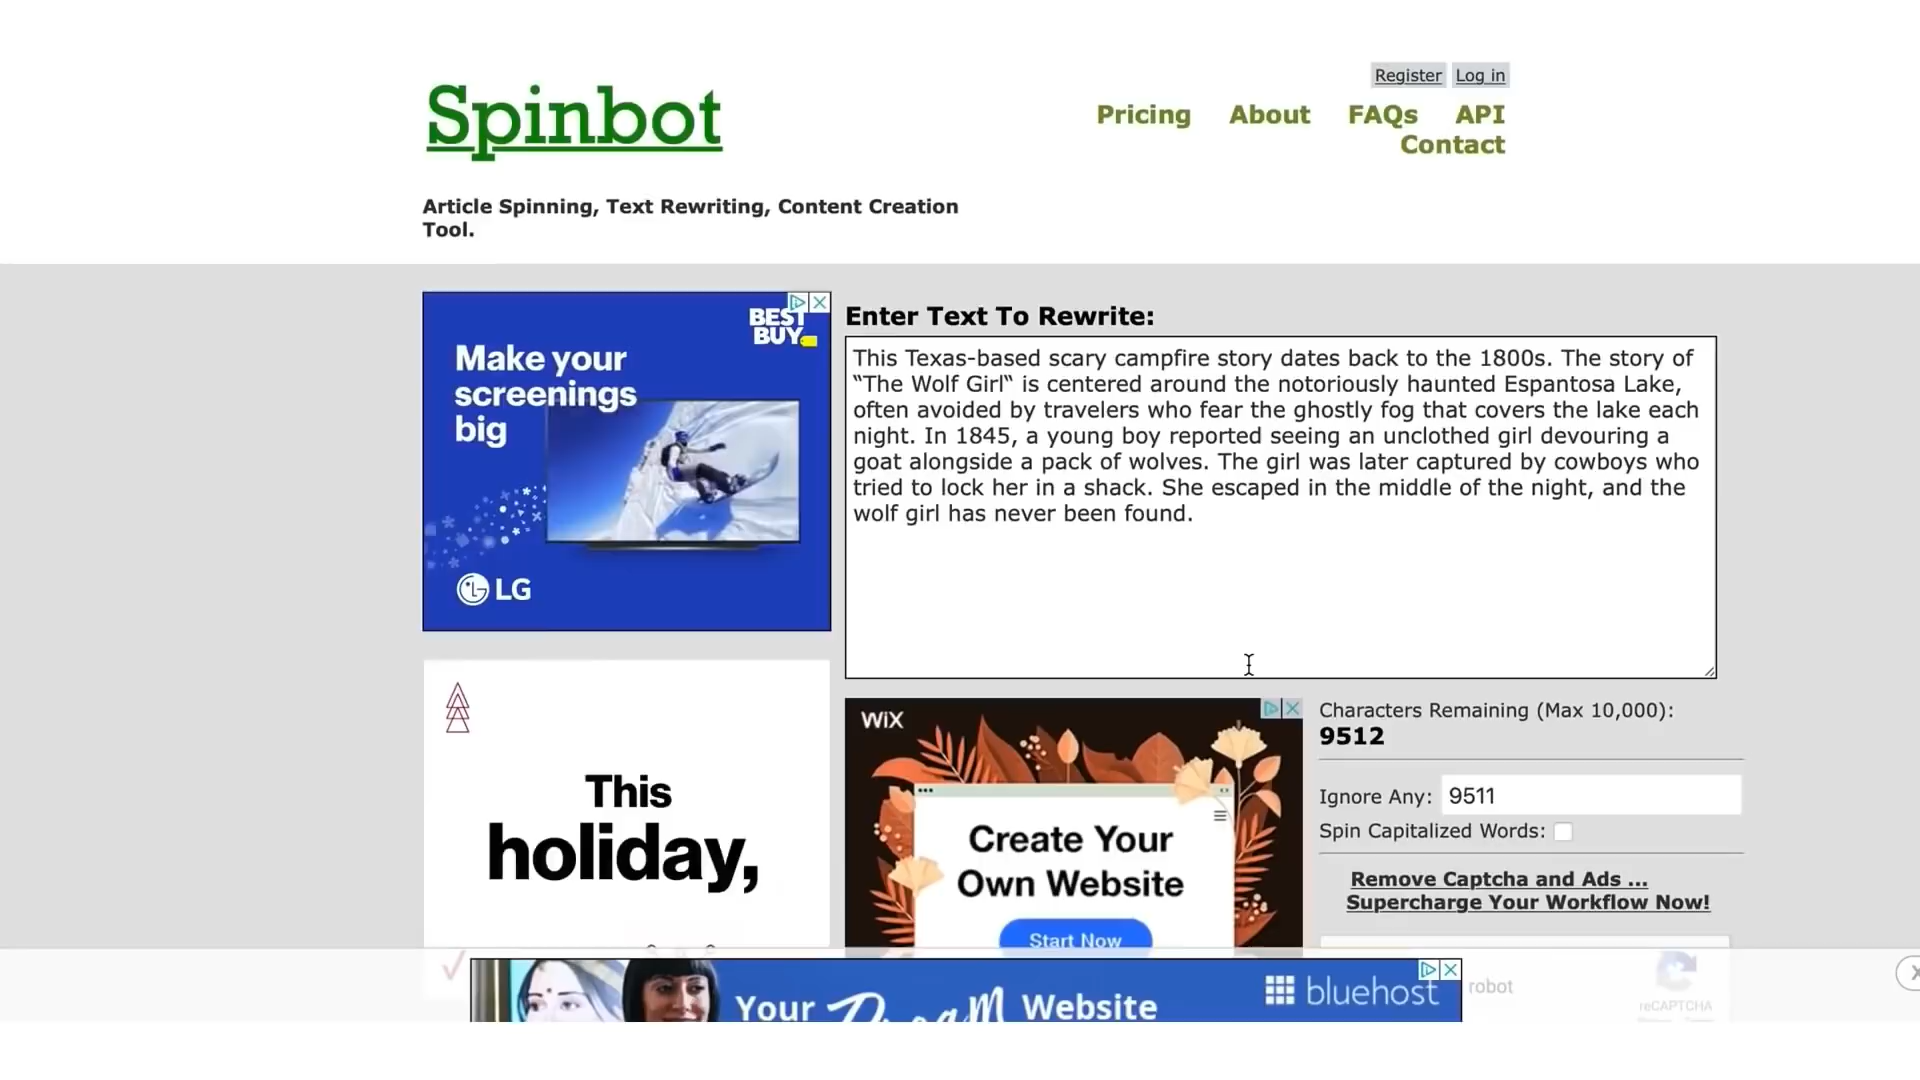 Register Log in
Spinbot
Pricing About FAQs API
Contact
Article Spinning, Text Rewriting, Content Creation
Tool.
BEST
BUY
Make your
screenings
big
LG
Enter Text To Rewrite:
This Texas-based scary campfire story dates back to the 1800s. The story of
“The Wolf Girl“ is centered around the notoriously haunted Espantosa Lake,
often avoided by travelers who fear the ghostly fog that covers the lake each
night. In 1845, a young boy reported seeing an unclothed girl devouring a
goat alongside a pack of wolves. The girl was later captured by cowboys who
tried to lock her in a shack. She escaped in the middle of the night, and the
wolf girl has never been found.
This
holiday,
WiX
Create Your
Own Website
Start Now
Characters Remaining (Max 10,000):
9512
Ignore Any: 9511
Spin Capitalized Words:
Remove Captcha and Ads ...
Supercharge Your Workflow Now!
robot
reCAPTCHA
Your Dream Website
bluehost